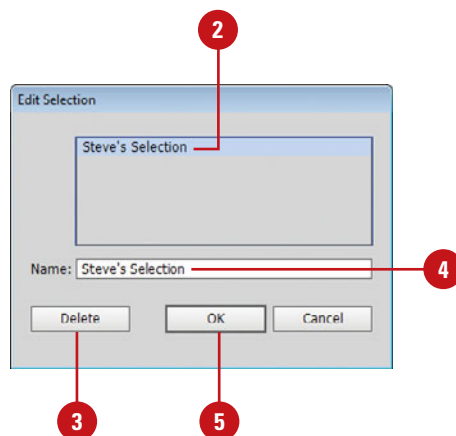 2
Edit Selection
Steve's Selection
Name: Steve's Selection
4
Delete OK Cancel
3 5